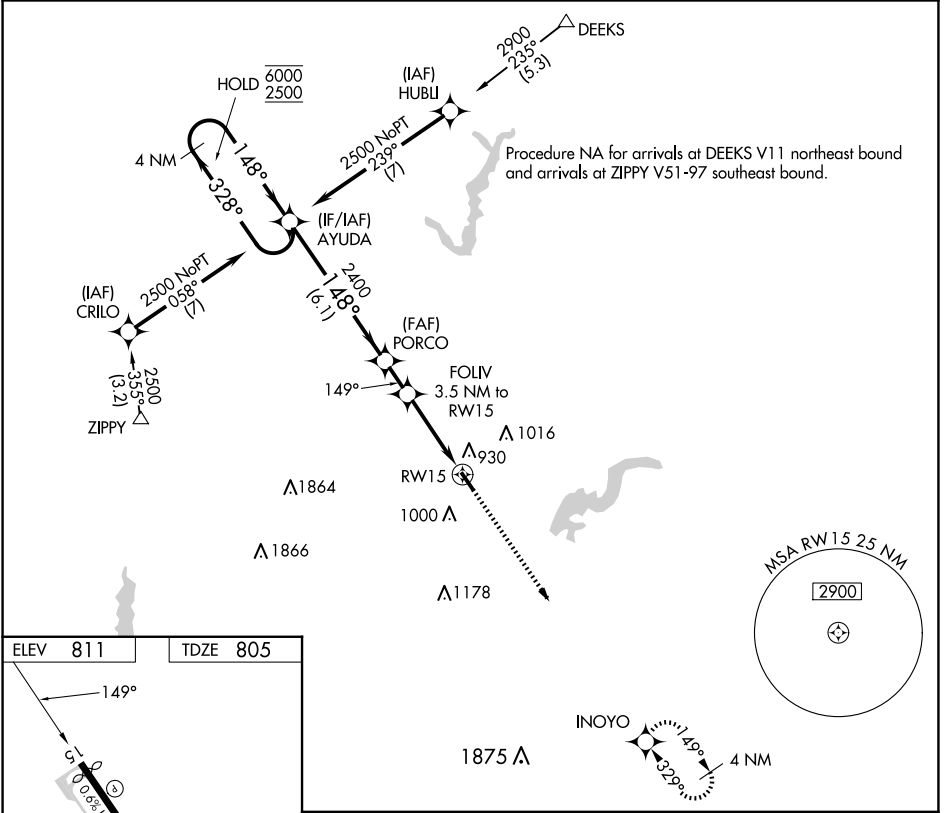 DEEKS
2900
235°
(5.3)
(IAF)
HUBLI
HOLD 6000
2500
4 NM
148°
328°
2500 NoPT
239°
(7)
Procedure NA for arrivals at DEEKS V11 northeast bound
and arrivals at ZIPPY V51-97 southeast bound.
(IF/IAF)
AYUDA
2500 NoPT
058°
(7)
(IAF)
CRILO
2400
148°
(6.1)
(FAF)
PORCO
2500
355°
(3.2)
ZIPPY
149°
FOLIV
3.5 NM to
RW15
1016
930
RW15
1864
1000
1866
1178
MSA RW15 25 NM
2900
ELEV 811
TDZE 805
149°
15
0.6%
P
INOYO
149°
329°
4 NM
1875